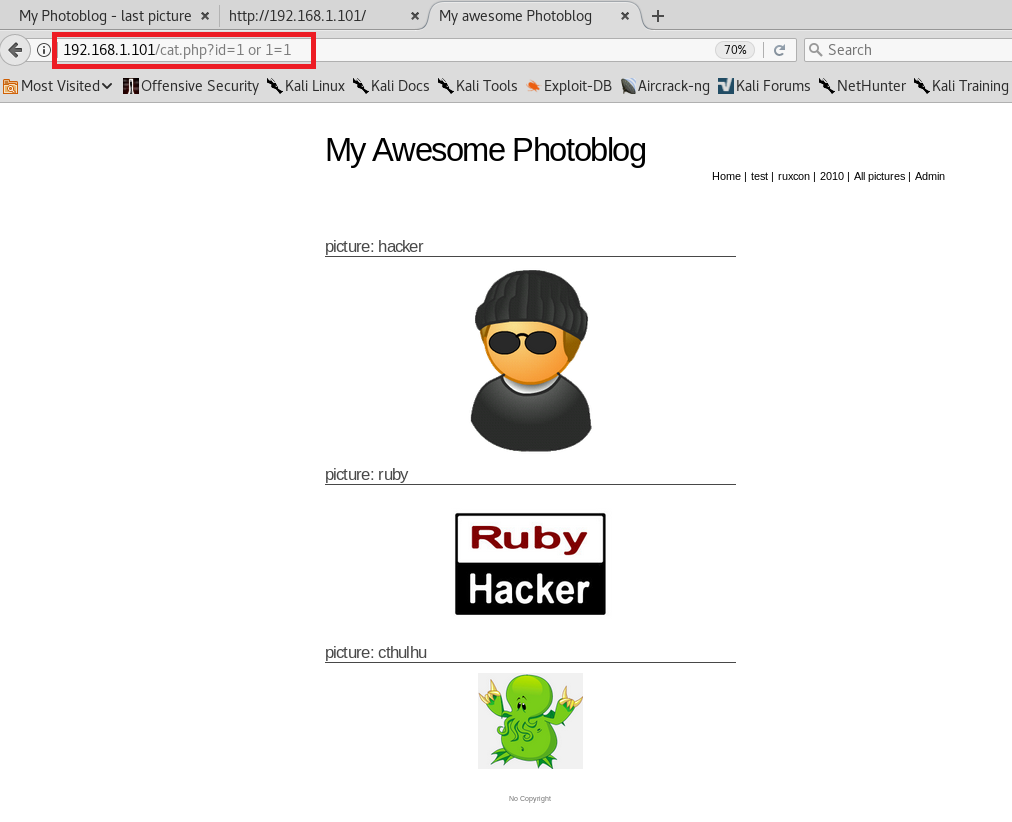 My Photoblog - last picture × http://192.168.1.101/ × My awesome Photoblog × +
192.168.1.101/cat.php?id=1 or 1=1 70% Search
Most Visited Offensive Security Kali Linux Kali Docs Kali Tools Exploit-DB Aircrack-ng Kali Forums NetHunter Kali Training
My Awesome Photoblog
Home | test | ruxcon | 2010 | All pictures | Admin
picture: hacker
picture: ruby
Ruby
Hacker
picture: cthulhu
No Copyright